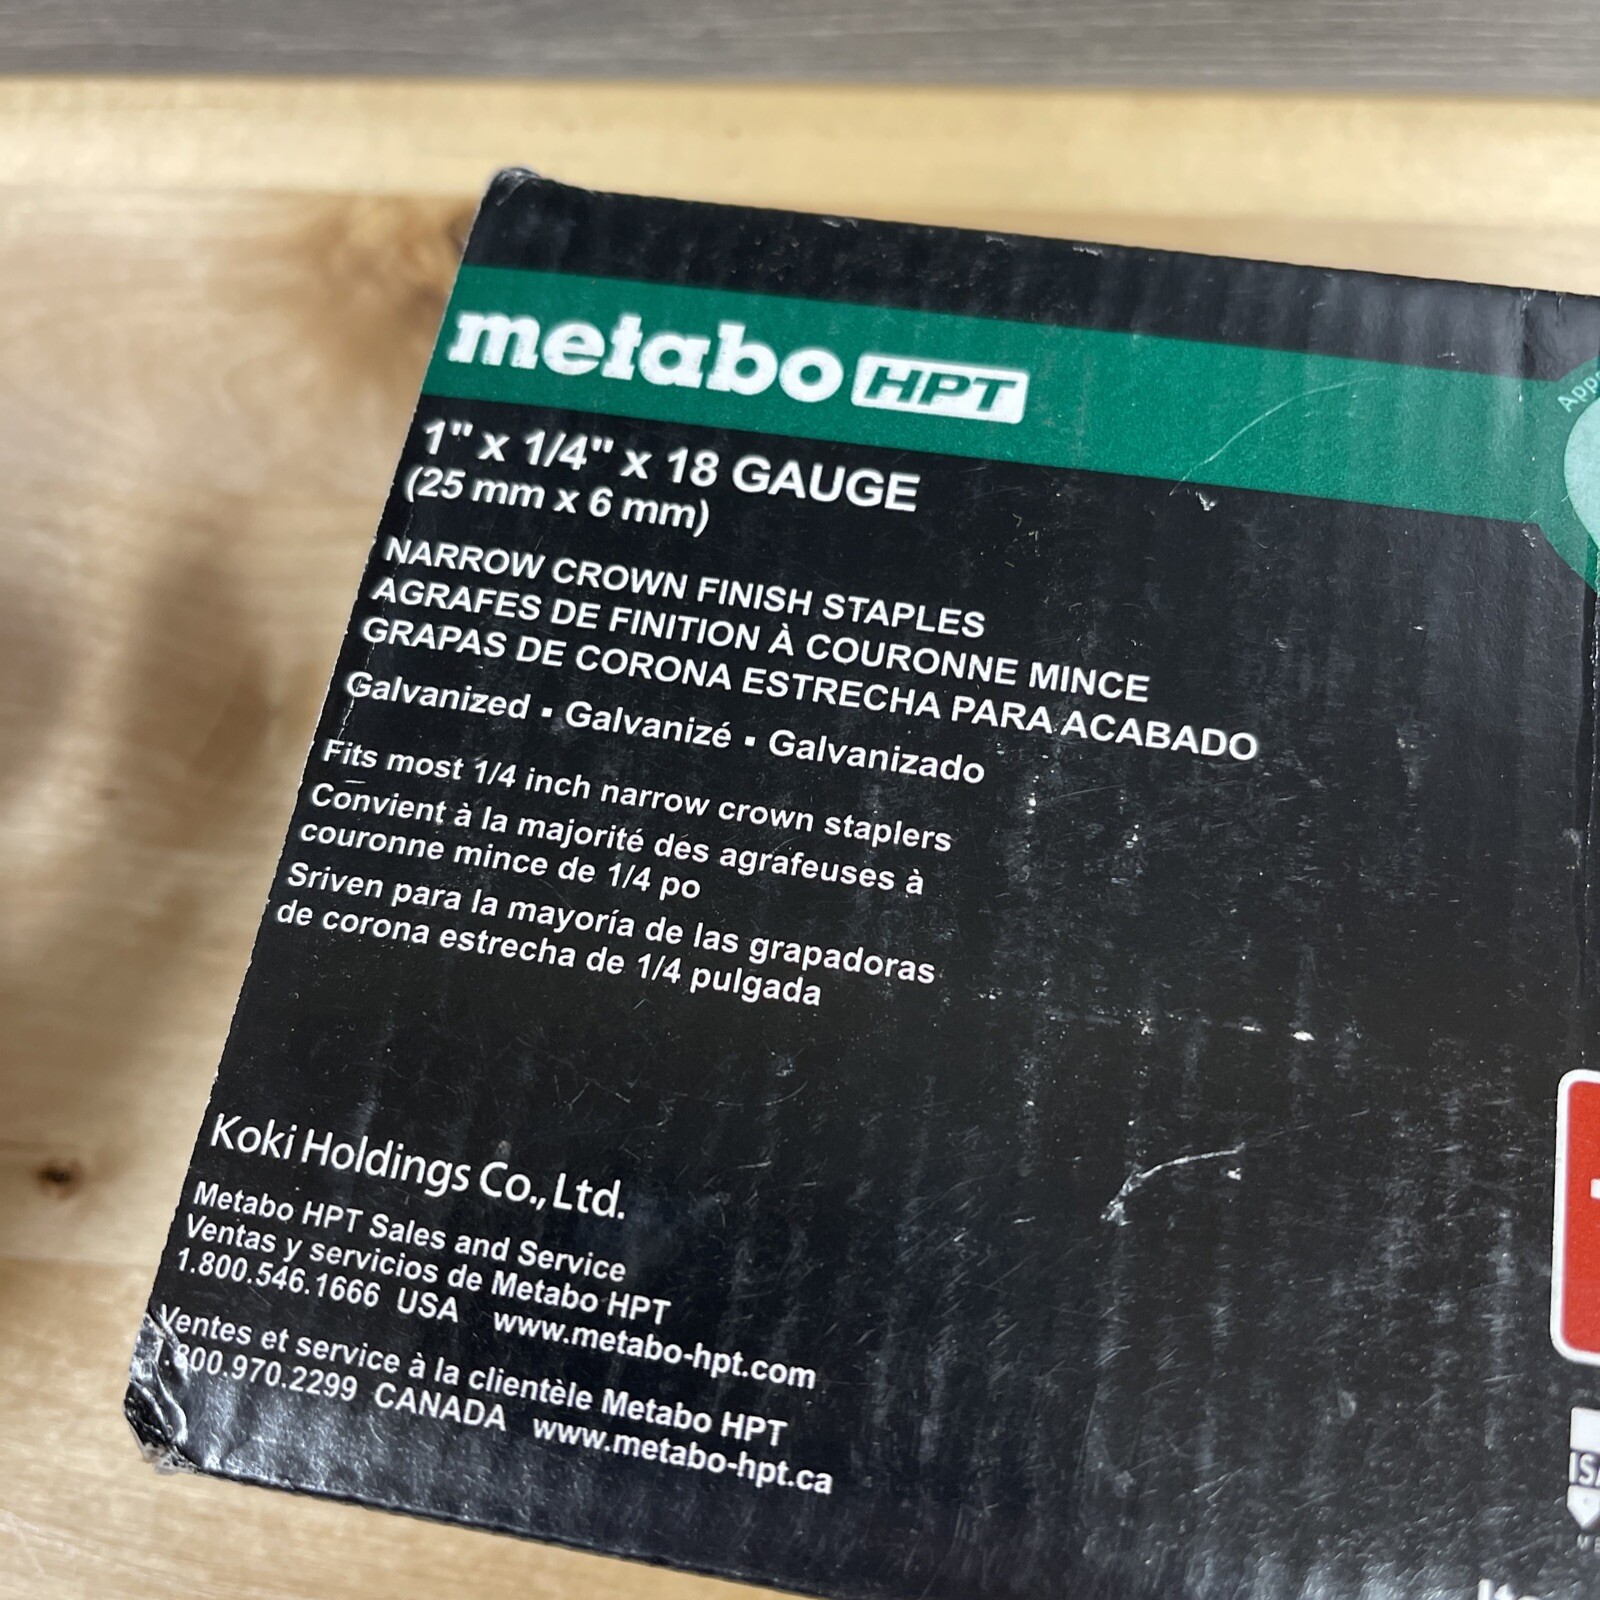 metabo HPT
1" x 1/4" x 18 GAUGE
(25 mm x 6 mm)
NARROW CROWN FINISH STAPLES
AGRAFES DE FINITION À COURONNE MINCE
GRAPAS DE CORONA ESTRECHA PARA ACABADO
Galvanized ▪ Galvanizé ▪ Galvanizado
Fits most 1/4 inch narrow crown staplers
Convient à la majorité des agrafeuses à
couronne mince de 1/4 po
Sriven para la mayoría de las grapadoras
de corona estrecha de 1/4 pulgada
Koki Holdings Co., Ltd.
Metabo HPT Sales and Service
Ventas y servicios de Metabo HPT
1.800.546.1666 USA www.metabo-hpt.com
Ventes et service à la clientèle Metabo HPT
1.800.970.2299 CANADA www.metabo-hpt.ca